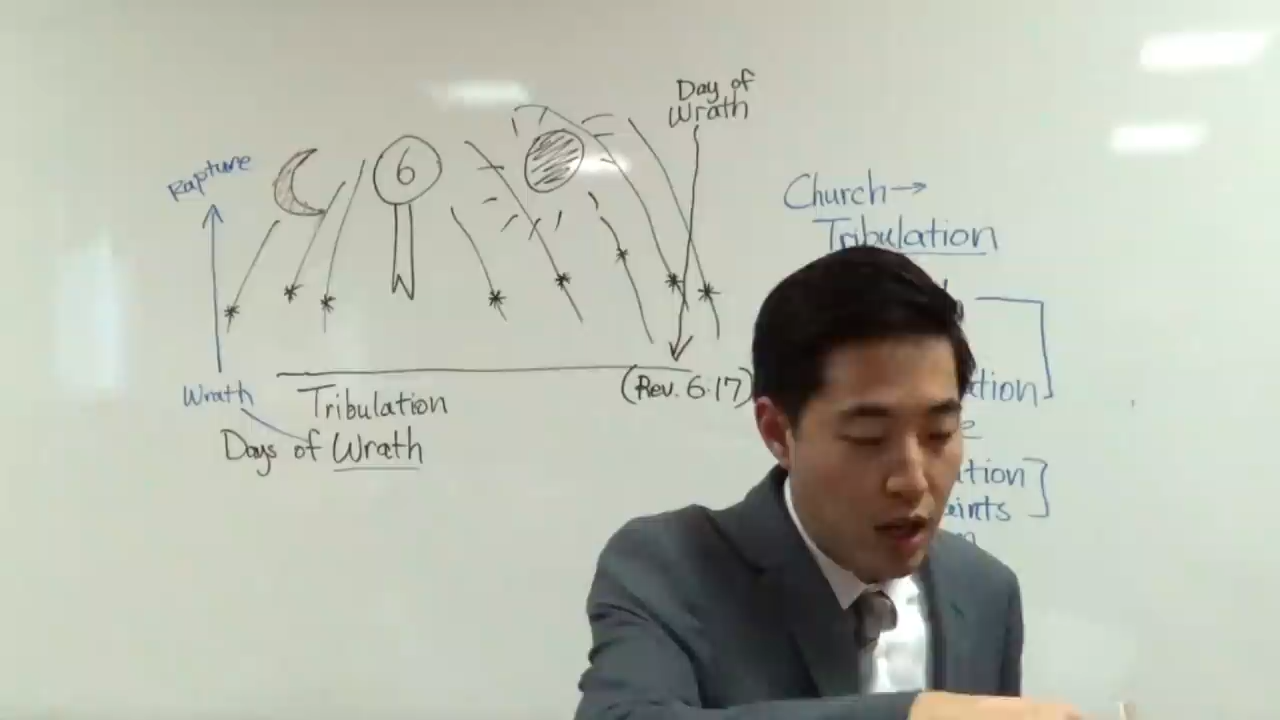 Day of
Wrath
Rapture
6
Church→
Tribulation
Wrath
Tribulation
(Rev. 6:17)
Days of Wrath